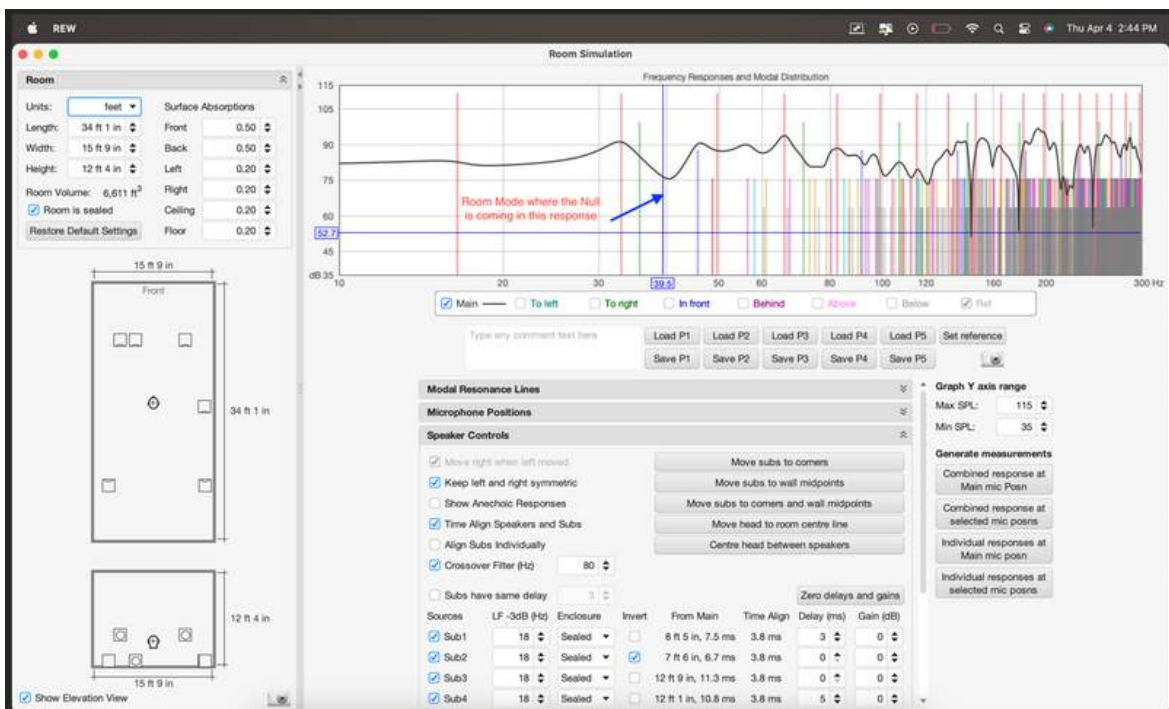 REW
Thu Apr 4 2:44 PM
Room Simulation
Room
Units: feet
Surface Absorptions
Length: 34 ft 1 in
Front 0.50
Width: 15 ft 9 in
Back 0.50
Height: 12 ft 4 in
Left 0.20
Room Volume: 6,611 ft³
Right 0.20
Room is sealed
Ceiling 0.20
Restore Default Settings
Floor 0.20
15 ft 9 in
Front
34 ft 1 in
12 ft 4 in
15 ft 9 in
Show Elevation View
Frequency Responses and Modal Distribution
115
105
90
75
60
52.7
45
dB 35
Room Mode where the Null
is coming in this response
10 20 30 39.5 50 60 80 100 120 160 200 300 Hz
Main To left To right In front Behind Above Below Ref
Type any comment text here
Load P1 Load P2 Load P3 Load P4 Load P5 Set reference
Save P1 Save P2 Save P3 Save P4 Save P5
Modal Resonance Lines
Microphone Positions
Speaker Controls
Move right when left moved
Move subs to corners
Keep left and right symmetric
Move subs to wall midpoints
Show Anechoic Responses
Move subs to corners and wall midpoints
Time Align Speakers and Subs
Move head to room centre line
Align Subs Individually
Centre head between speakers
Crossover Filter (Hz) 80
Subs have same delay 3
Zero delays and gains
Sources LF -3dB (Hz) Enclosure Invert From Main Time Align Delay (ms) Gain (dB)
Sub1 18 Sealed 8 ft 5 in, 7.5 ms 3.8 ms 3 0
Sub2 18 Sealed 7 ft 6 in, 6.7 ms 3.8 ms 0 0
Sub3 18 Sealed 12 ft 9 in, 11.3 ms 3.8 ms 0 0
Sub4 18 Sealed 12 ft 1 in, 10.8 ms 3.8 ms 5 0
Graph Y axis range
Max SPL: 115
Min SPL: 35
Generate measurements
Combined response at
Main mic Posn
Combined response at
selected mic posns
Individual responses at
Main mic posn
Individual responses at
selected mic posns